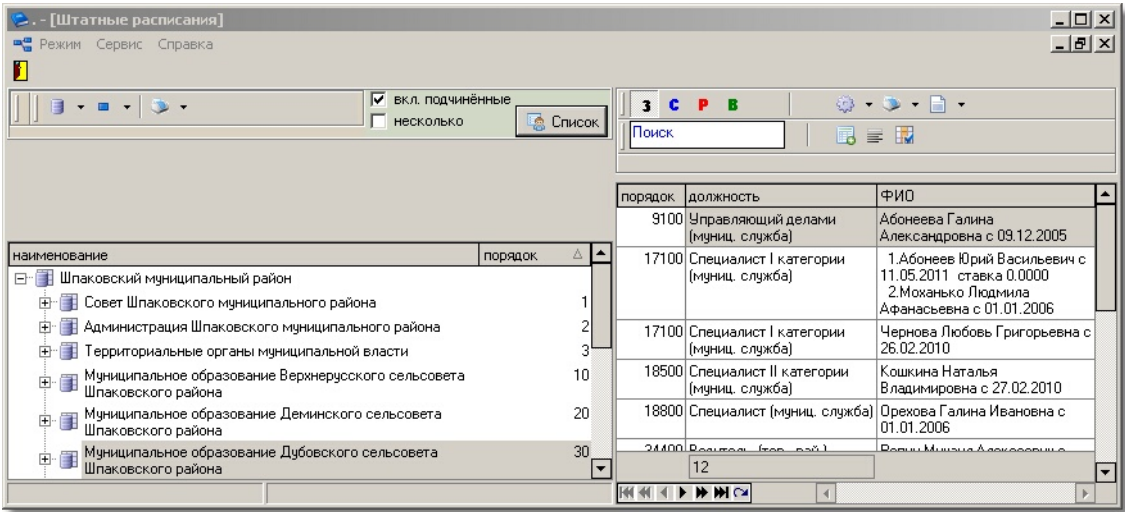 . - [Штатные расписания]
Режим Сервис Справка
вкл. подчинённые
несколько
Список
наименование порядок
Шпаковский муниципальный район
Совет Шпаковского муниципального района 1
Администрация Шпаковского муниципального района 2
Территориальные органы муниципальной власти 3
Муниципальное образование Верхнерусского сельсовета 10
Шпаковского района
Муниципальное образование Деминского сельсовета 20
Шпаковского района
Муниципальное образование Дубовского сельсовета 30
Шпаковского района
З С Р В
Поиск
порядок должность ФИО
9100 Управляющий делами Абонеева Галина
(муниц. служба) Александровна с 09.12.2005
17100 Специалист I категории 1.Абонеев Юрий Васильевич с
(муниц. служба) 11.05.2011 ставка 0.0000
2.Моханько Людмила
Афанасьевна с 01.01.2006
17100 Специалист I категории Чернова Любовь Григорьевна с
(муниц. служба) 26.02.2010
18500 Специалист II категории Кошкина Наталья
(муниц. служба) Владимировна с 27.02.2010
18800 Специалист (муниц. служба) Орехова Галина Ивановна с
01.01.2006
12